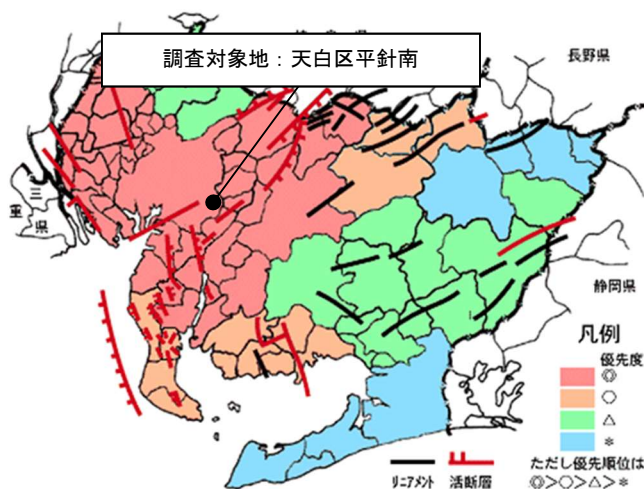 調査対象地：天白区平針南
長野県
三
重
県
静岡県
凡例
優先度
◎
○
△
*
リニアメント 活断層
ただし優先順位は
◎>○>△>*